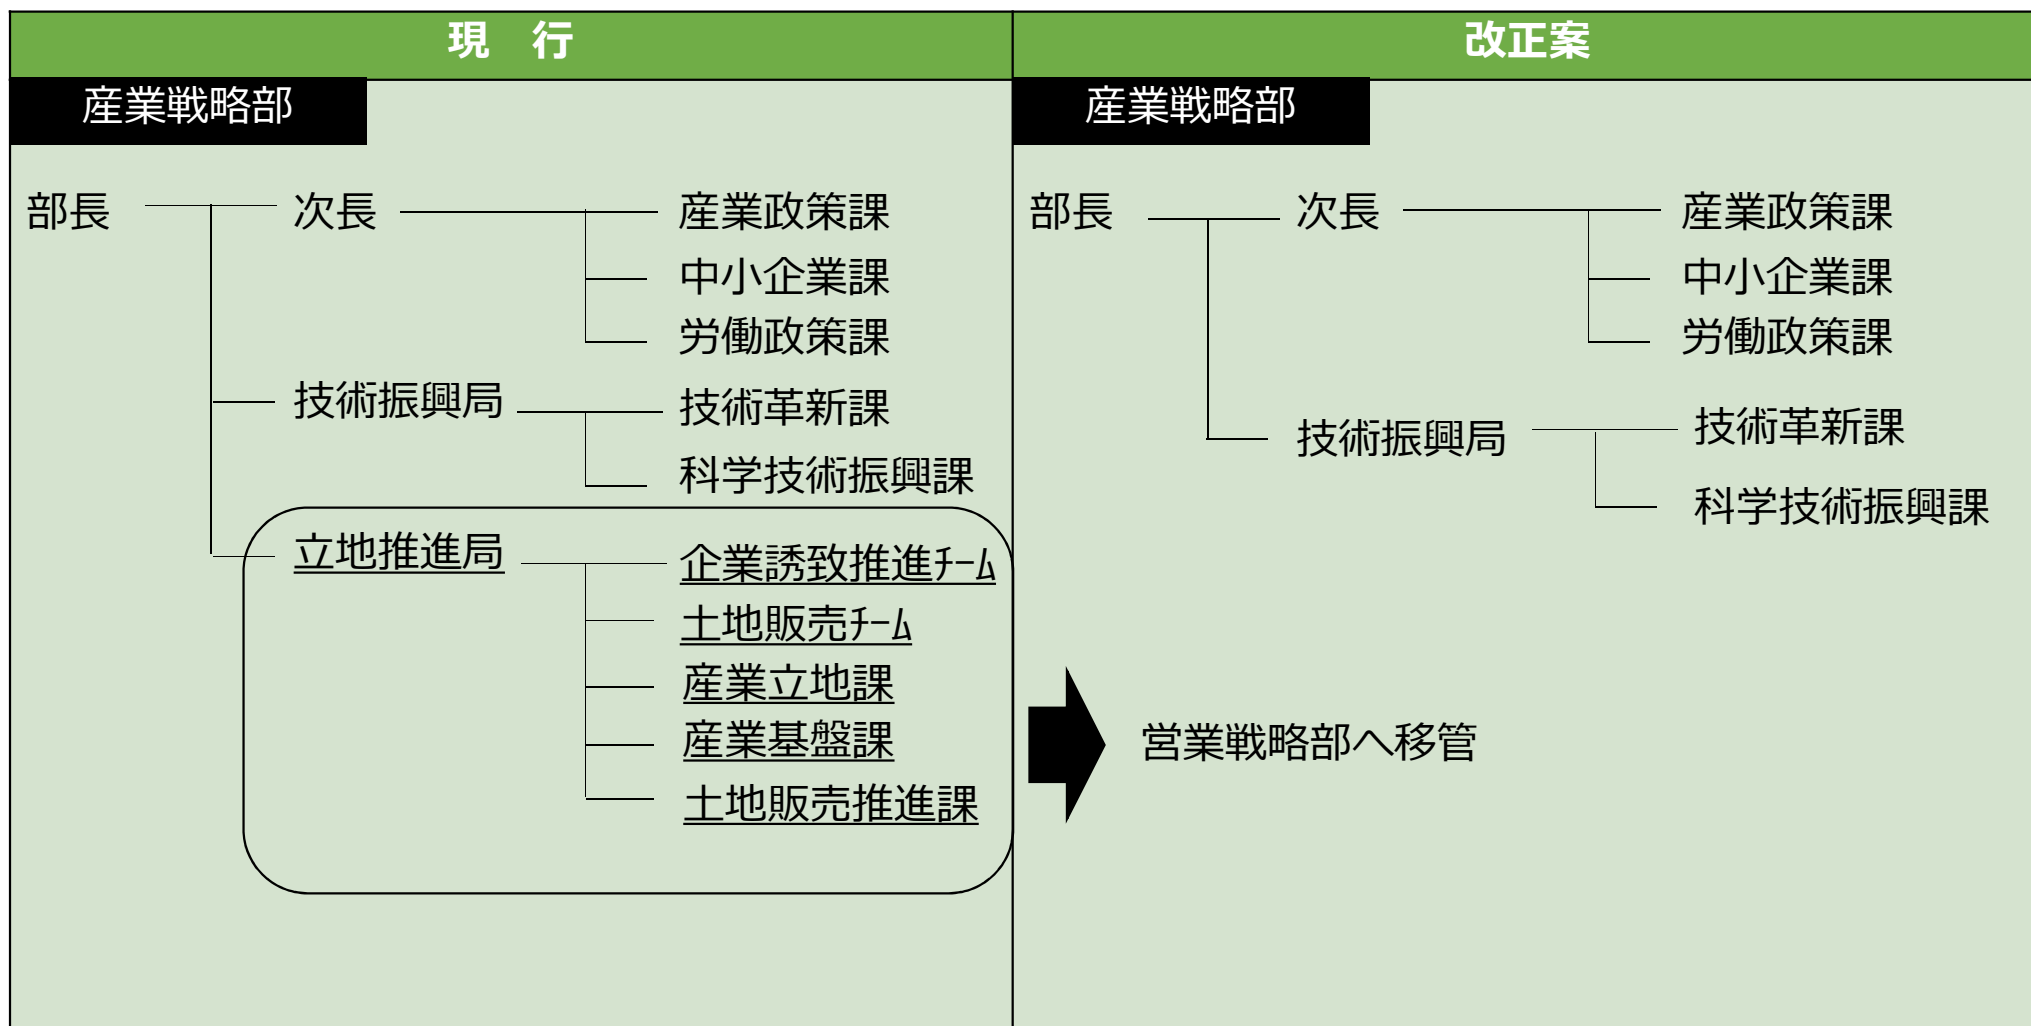 現　行
産業戦略部
部長
次長
産業政策課
中小企業課
労働政策課
技術振興局
技術革新課
科学技術振興課
立地推進局
企業誘致推進ﾁｰﾑ
土地販売ﾁｰﾑ
産業立地課
産業基盤課
土地販売推進課
改正案
産業戦略部
部長
次長
産業政策課
中小企業課
労働政策課
技術振興局
技術革新課
科学技術振興課
営業戦略部へ移管